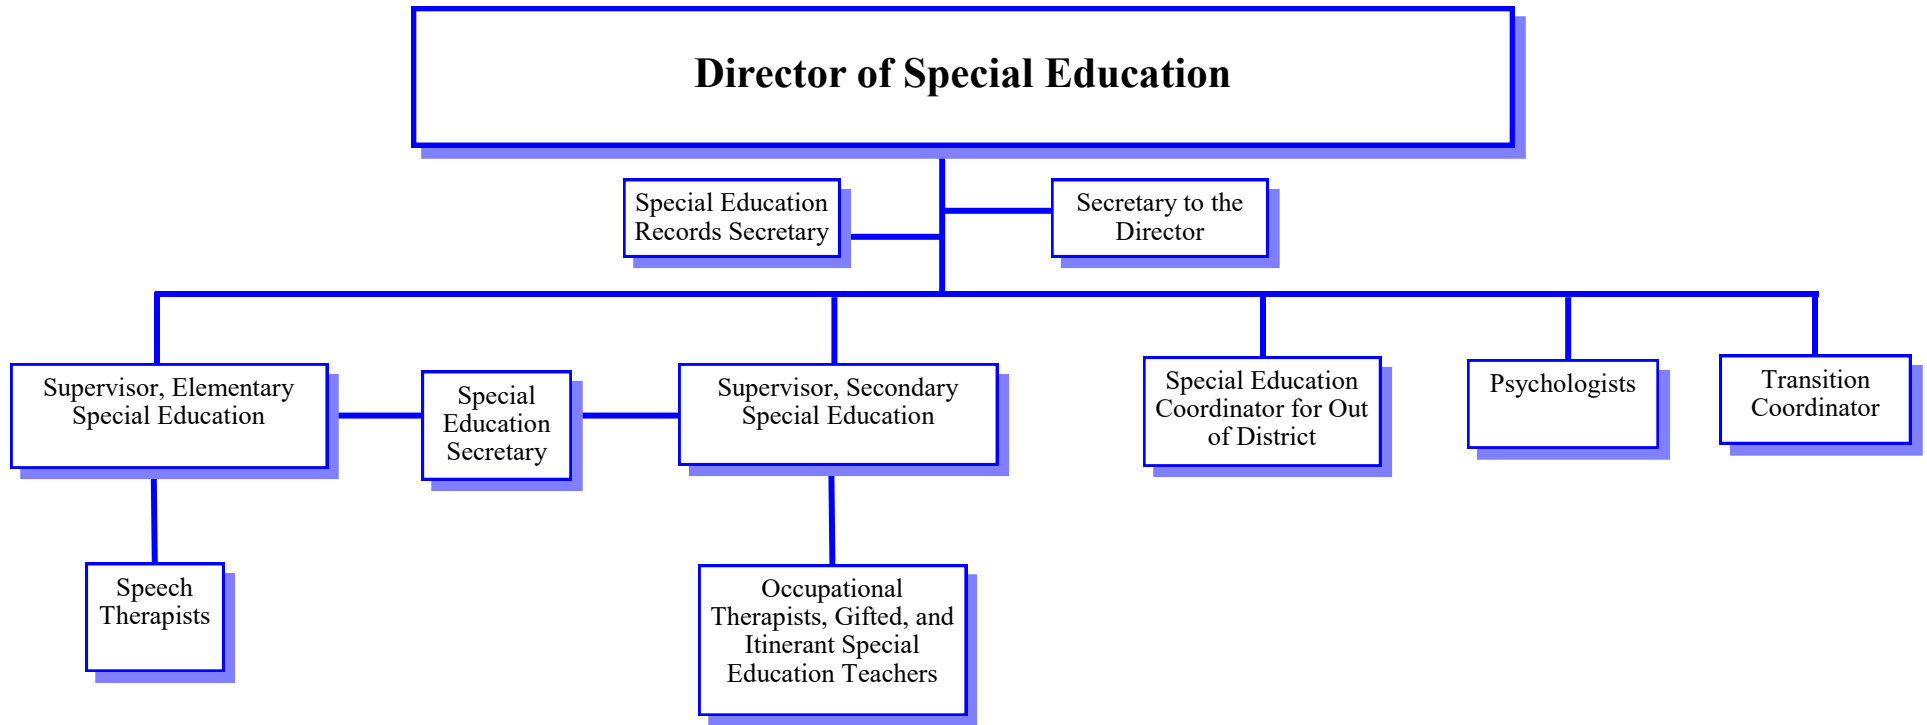 Director of Special Education
Special Education
Records Secretary
Secretary to the
Director
Supervisor, Elementary
Special Education
Special
Education
Secretary
Supervisor, Secondary
Special Education
Special Education
Coordinator for Out
of District
Psychologists
Transition
Coordinator
Speech
Therapists
Occupational
Therapists, Gifted, and
Itinerant Special
Education Teachers